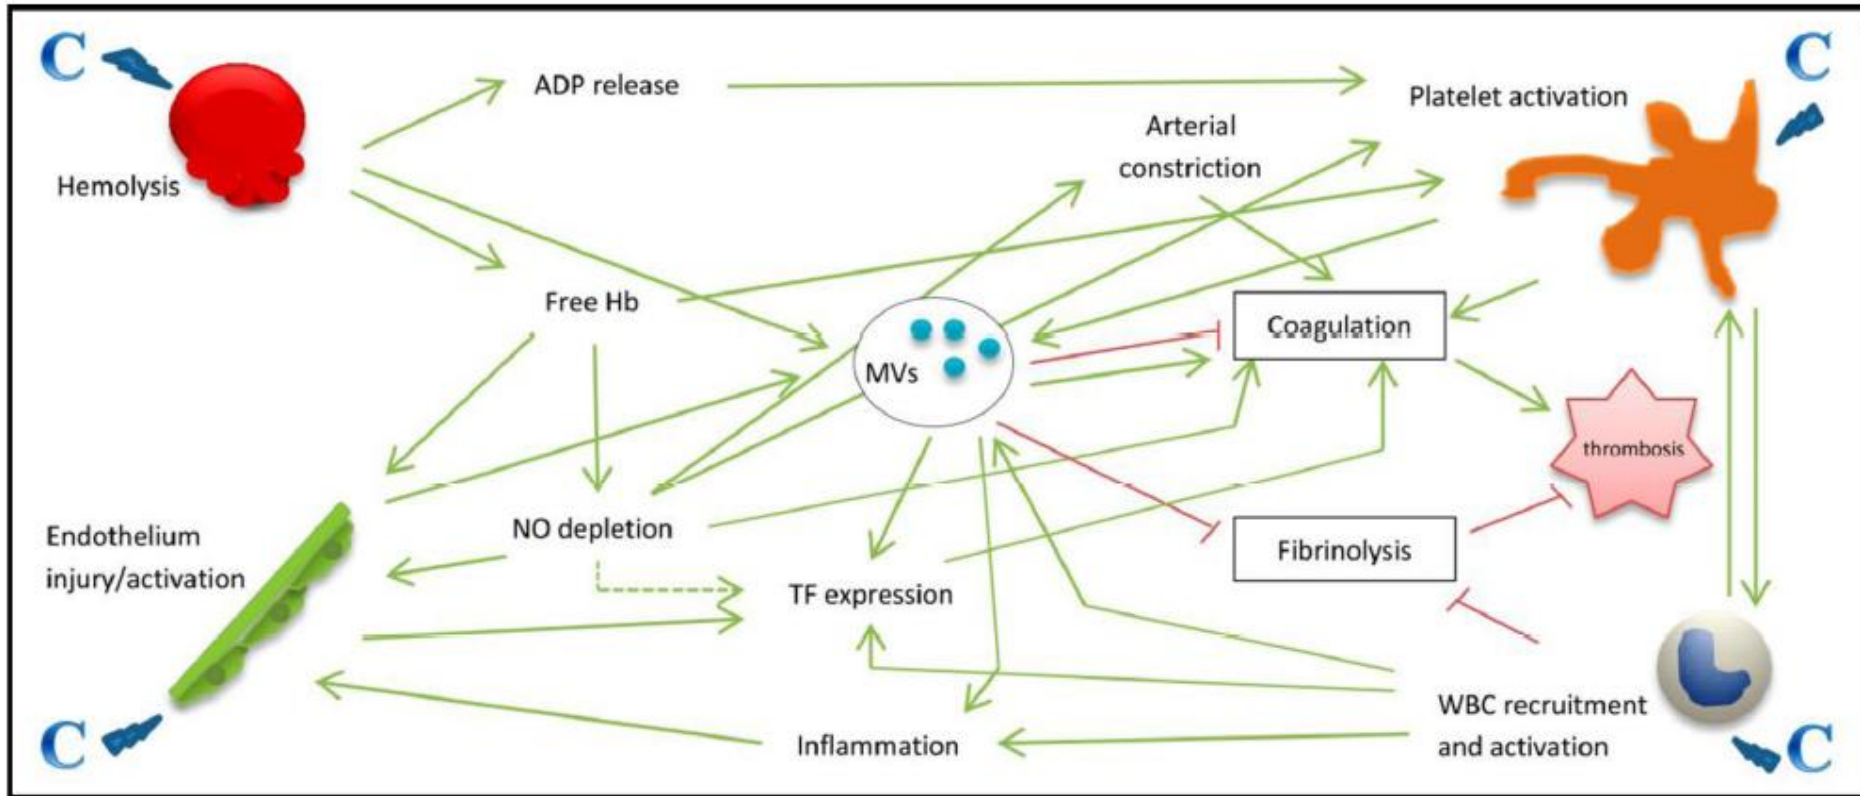 C
C
ADP release
Platelet activation
Arterial
constriction
Hemolysis
Free Hb
Coagulation
MVs
thrombosis
Endothelium
injury/activation
NO depletion
Fibrinolysis
TF expression
WBC recruitment
and activation
Inflammation
C
C